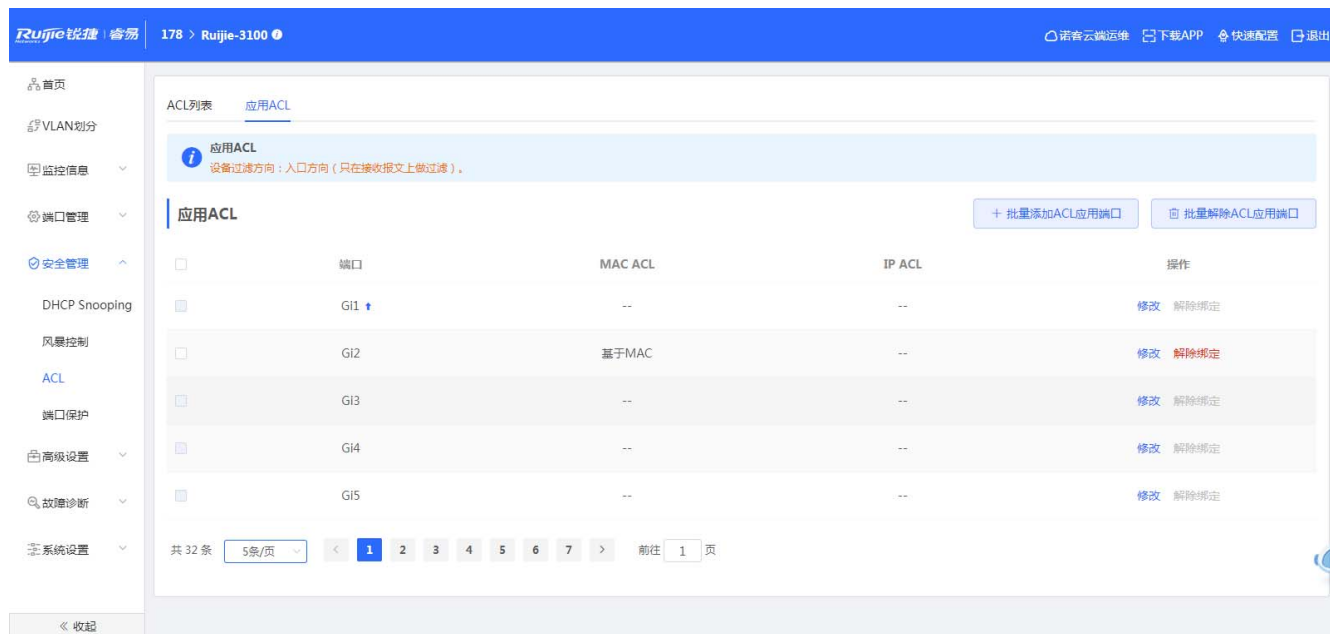 Ruijie锐捷 睿易 178 > Ruijie-3100
诺客云端运维 下载APP 快速配置 退出
首页
VLAN划分
监控信息
端口管理
安全管理
DHCP Snooping
风暴控制
ACL
端口保护
高级设置
故障诊断
系统设置
收起
ACL列表 应用ACL
应用ACL
设备过滤方向：入口方向（只在接收报文上做过滤）。
应用ACL
+ 批量添加ACL应用端口 批量解除ACL应用端口
端口 MAC ACL IP ACL 操作
Gi1 -- -- 修改 解除绑定
Gi2 基于MAC -- 修改 解除绑定
Gi3 -- -- 修改 解除绑定
Gi4 -- -- 修改 解除绑定
Gi5 -- -- 修改 解除绑定
共 32 条 5条/页 < 1 2 3 4 5 6 7 > 前往 1 页